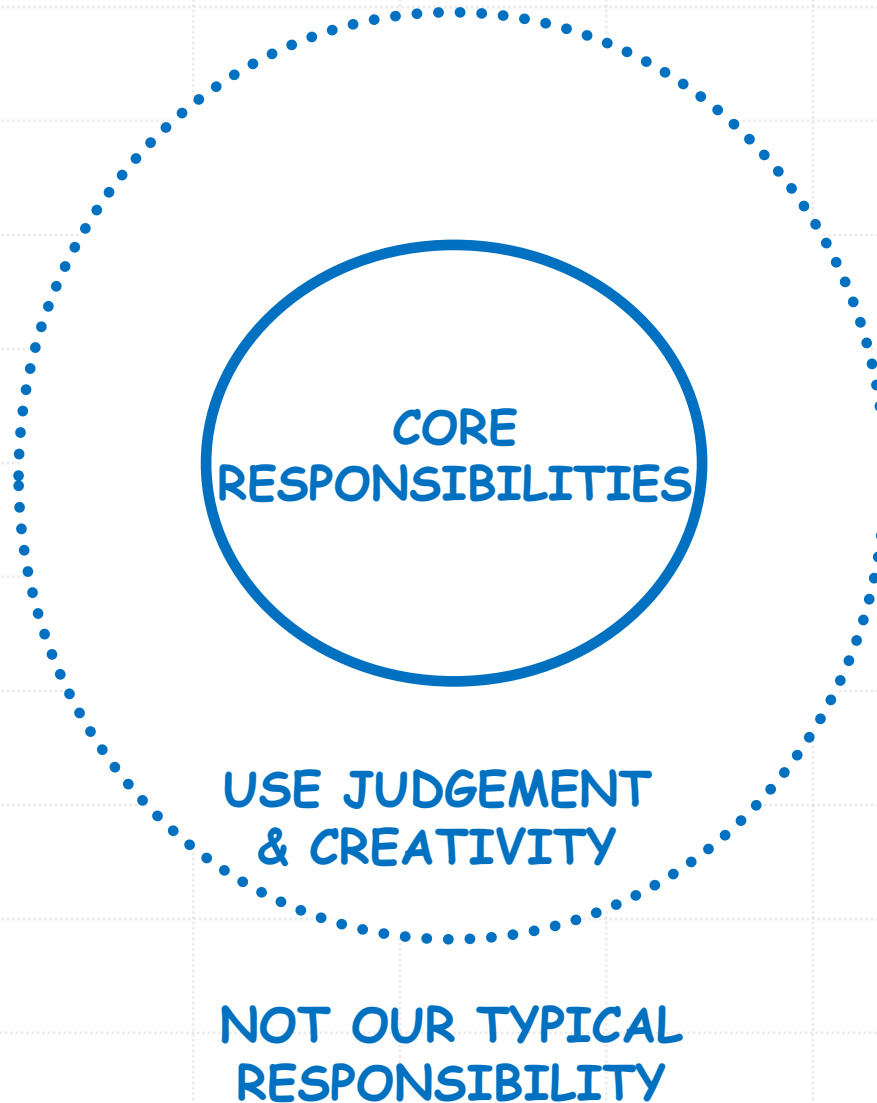 CORE
RESPONSIBILITIES
USE JUDGEMENT
& CREATIVITY
NOT OUR TYPICAL
RESPONSIBILITY